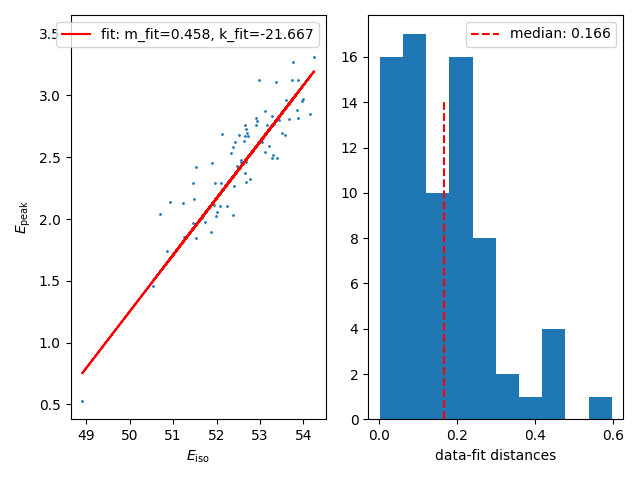 fit: m_fit=0.458, k_fit=-21.667
3.5
3.0
2.5
2.0
1.5
1.0
0.5
E_peak
49 50 51 52 53 54
E_iso
median: 0.166
16
14
12
10
8
6
4
2
0
0.0 0.2 0.4 0.6
data-fit distances